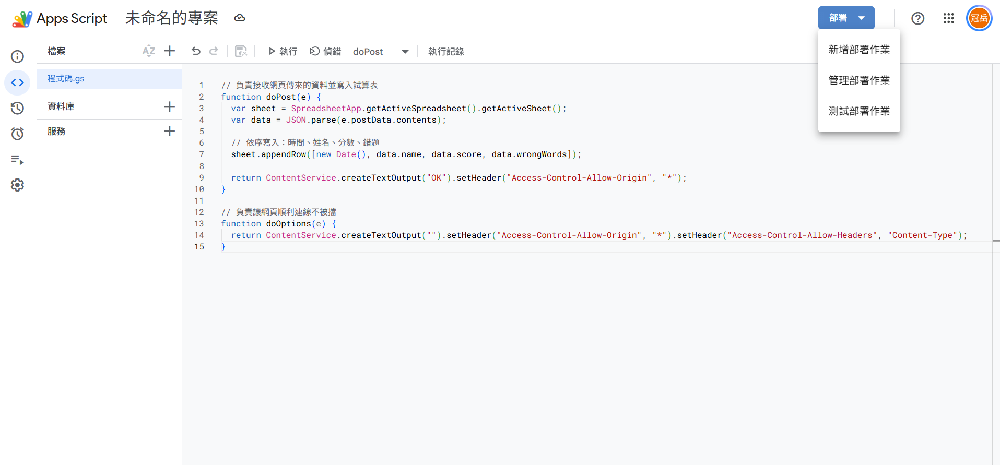 Apps Script 未命名的專案 部署 冠岳
檔案 AZ 執行 偵錯 doPost 執行記錄
程式碼.gs
資料庫
服務
新增部署作業
管理部署作業
測試部署作業
1 // 負責接收網頁傳來的資料並寫入試算表
2 function doPost(e) {
3 var sheet = SpreadsheetApp.getActiveSpreadsheet().getActiveSheet();
4 var data = JSON.parse(e.postData.contents);
5
6 // 依序寫入：時間、姓名、分數、錯題
7 sheet.appendRow([new Date(), data.name, data.score, data.wrongWords]);
8
9 return ContentService.createTextOutput("OK").setHeader("Access-Control-Allow-Origin", "*");
10 }
11
12 // 負責讓網頁順利連線不被擋
13 function doOptions(e) {
14 return ContentService.createTextOutput("").setHeader("Access-Control-Allow-Origin", "*").setHeader("Access-Control-Allow-Headers", "Content-Type");
15 }